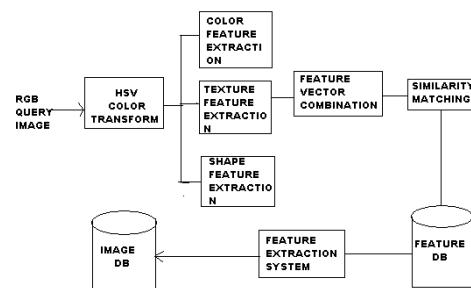 COLOR
FEATURE
EXTRACTI
ON
RGB
QUERY
IMAGE
HSV
COLOR
TRANSFORM
TEXTURE
FEATURE
EXTRACTIO
N
FEATURE
VECTOR
COMBINATION
SIMILARITY
MATCHING
SHAPE
FEATURE
EXTRACTIO
N
IMAGE
DB
FEATURE
EXTRACTION
SYSTEM
FEATURE
DB